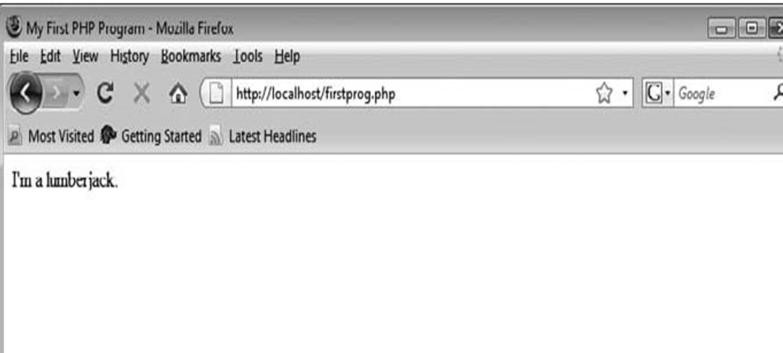 My First PHP Program - Mozilla Firefox
File Edit View History Bookmarks Tools Help
http://localhost/firstprog.php G Google
Most Visited Getting Started Latest Headlines
I'm a lumberjack.